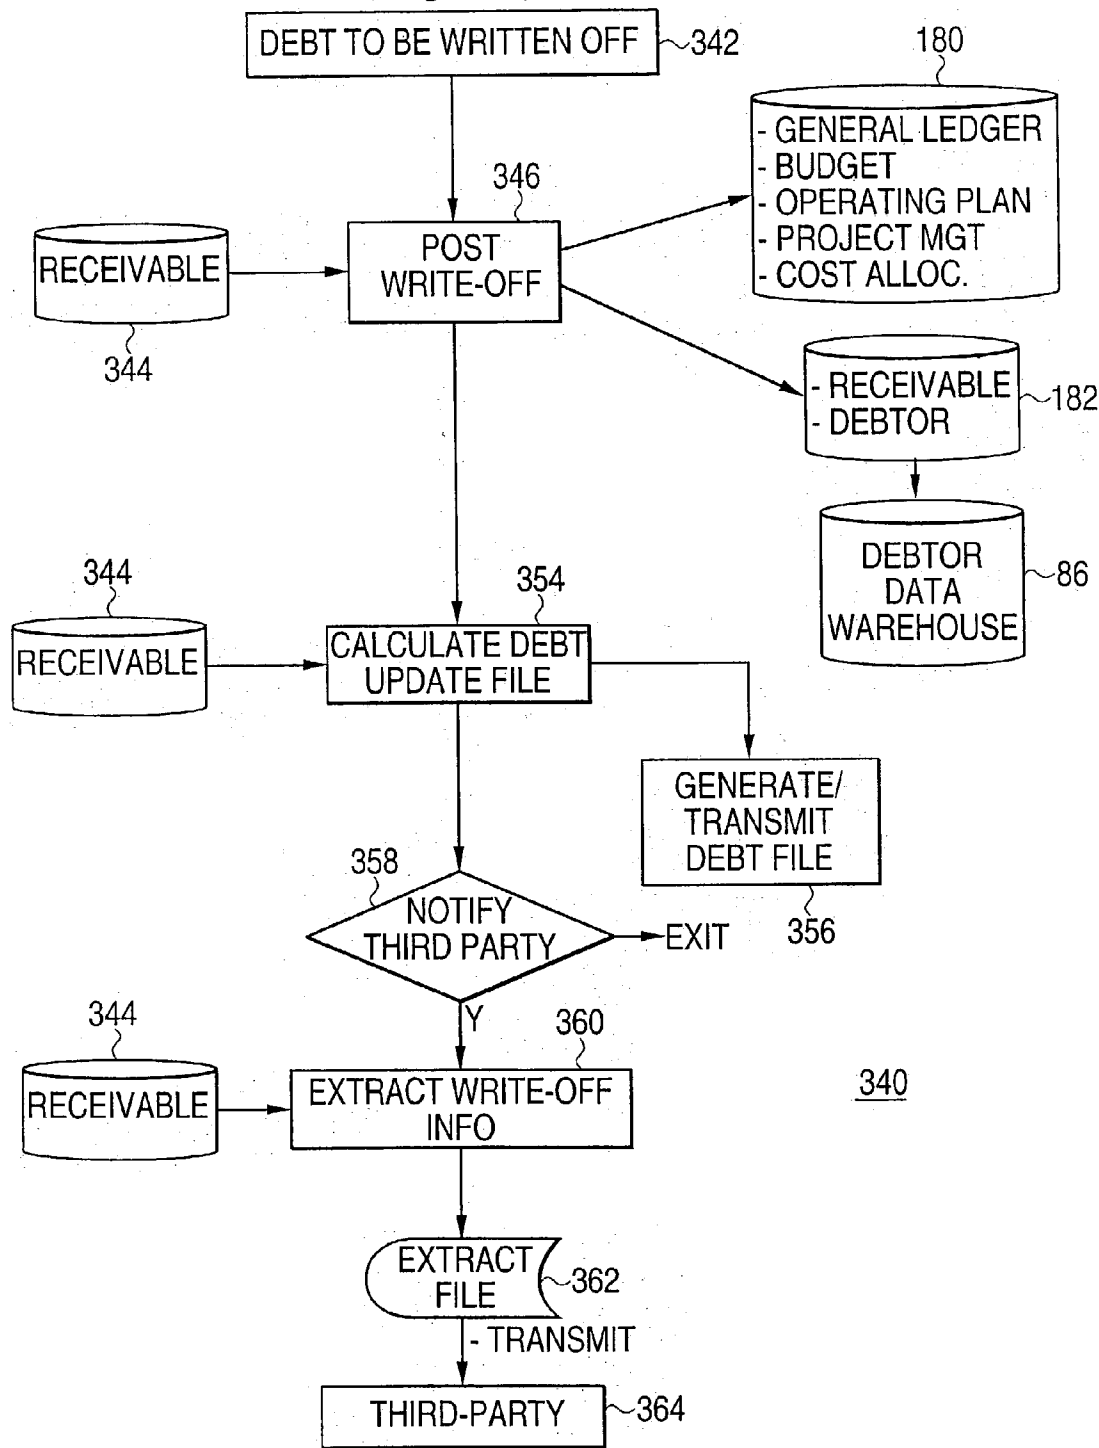 DEBT TO BE WRITTEN OFF
342
180
- GENERAL LEDGER
- BUDGET
- OPERATING PLAN
- PROJECT MGT
- COST ALLOC.
346
POST
WRITE-OFF
RECEIVABLE
344
- RECEIVABLE
- DEBTOR
182
DEBTOR
DATA
WAREHOUSE
86
344
RECEIVABLE
354
CALCULATE DEBT
UPDATE FILE
GENERATE/
TRANSMIT
DEBT FILE
356
358
NOTIFY
THIRD PARTY
EXIT
Y
344
RECEIVABLE
360
EXTRACT WRITE-OFF
INFO
340
EXTRACT
FILE
362
- TRANSMIT
THIRD-PARTY
364